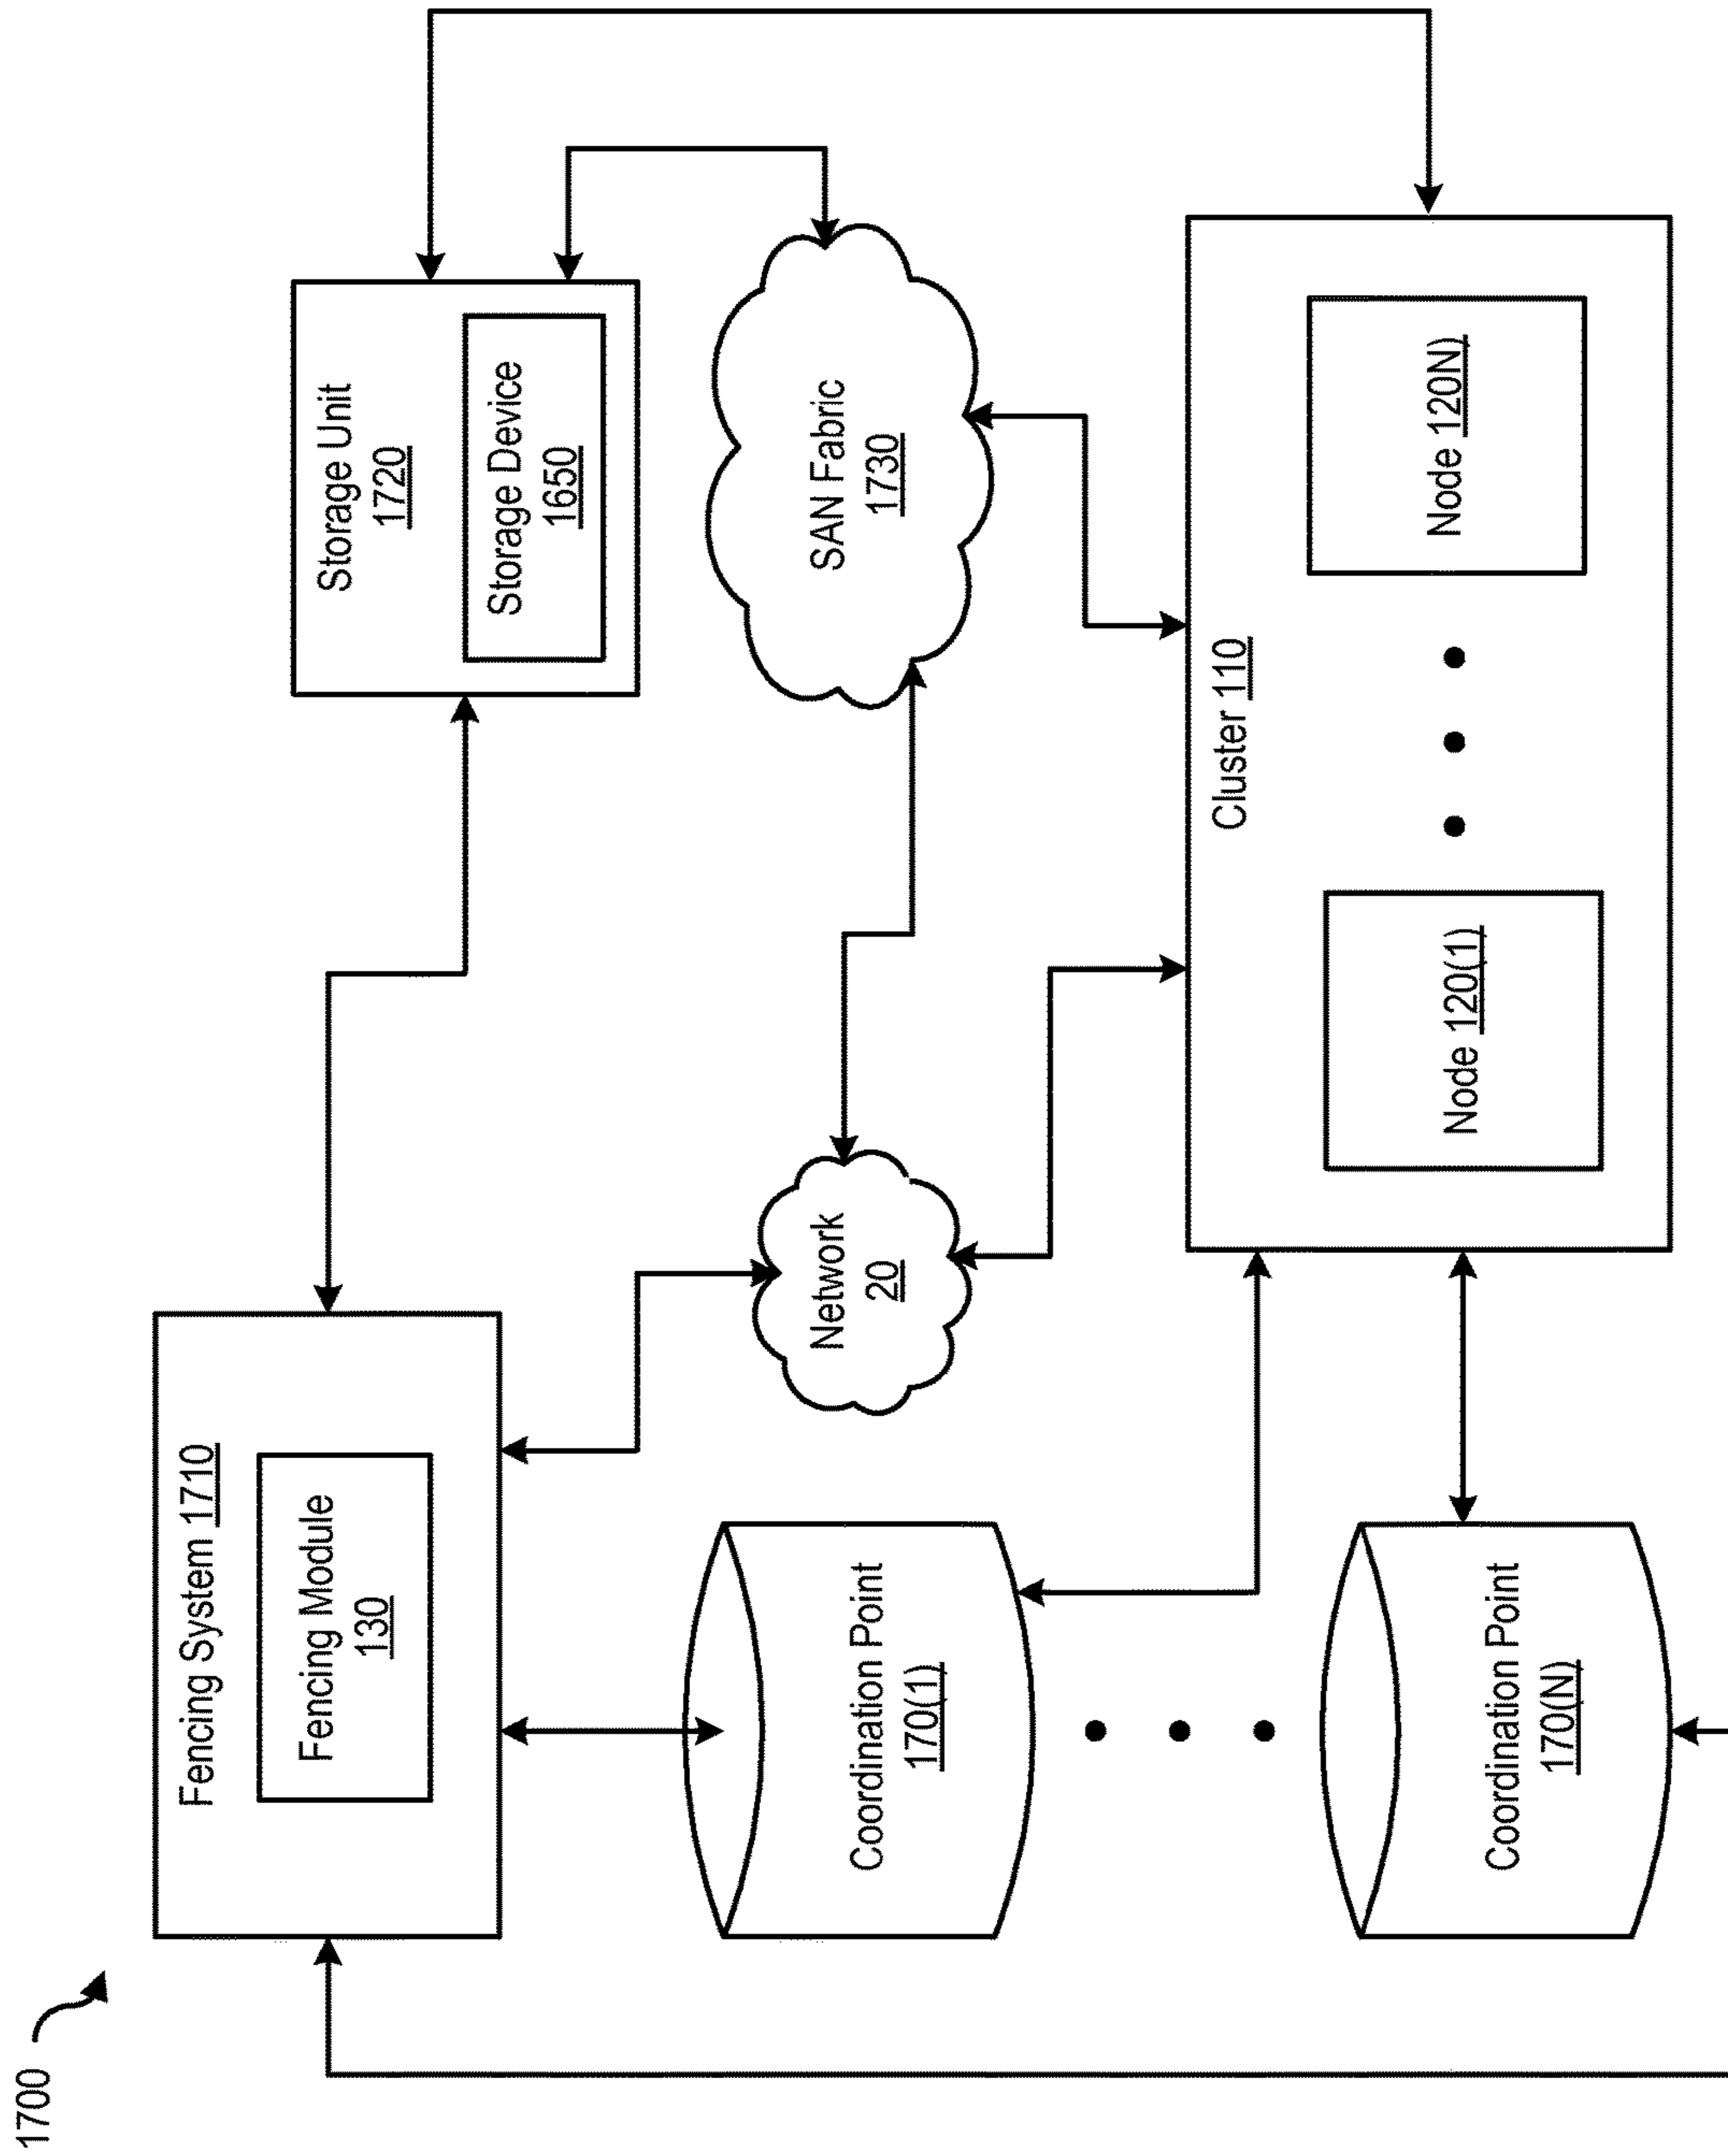 1700
Fencing System 1710
Fencing Module
130
Storage Unit
1720
Storage Device
1650
Network
20
SAN Fabric
1730
Coordination Point
170(1)
Coordination Point
170(N)
Cluster 110
Node 120(1)
Node 120N)